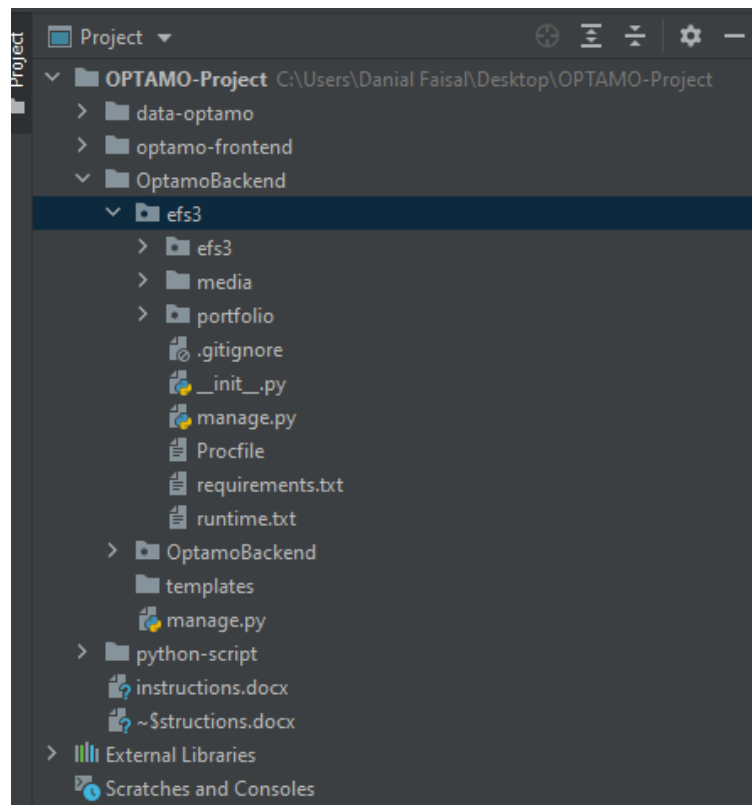 Project
Project
OPTAMO-Project C:\Users\Danial Faisal\Desktop\OPTAMO-Project
data-optamo
optamo-frontend
OptamoBackend
efs3
efs3
media
portfolio
.gitignore
__init__.py
manage.py
Procfile
requirements.txt
runtime.txt
OptamoBackend
templates
manage.py
python-script
instructions.docx
~$structions.docx
External Libraries
Scratches and Consoles